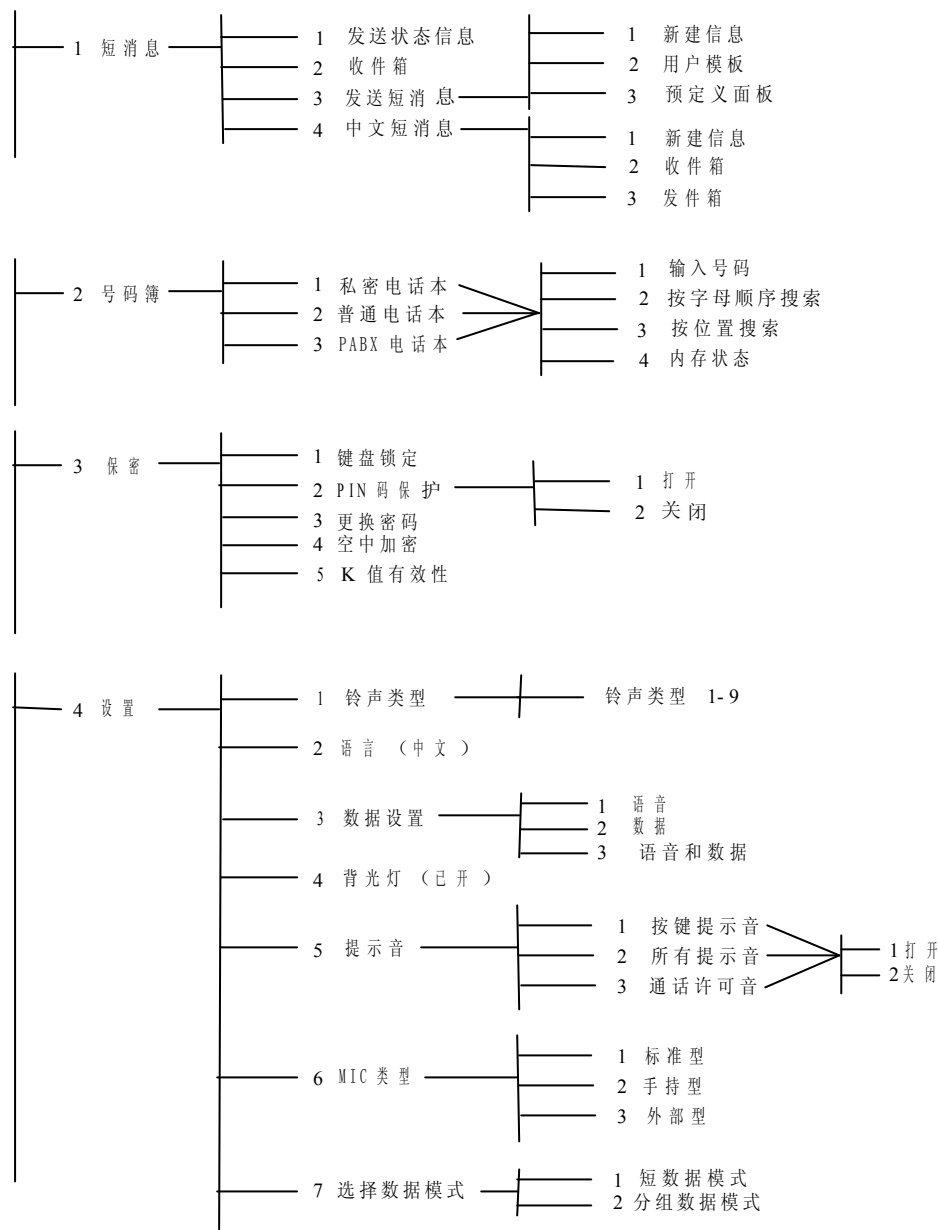 1 短消息
1 发送状态信息
2 收件箱
3 发送短消息
4 中文短消息
1 新建信息
2 用户模板
3 预定义面板
1 新建信息
2 收件箱
3 发件箱
2 号码簿
1 私密电话本
2 普通电话本
3 PABX 电话本
1 输入号码
2 按字母顺序搜索
3 按位置搜索
4 内存状态
3 保密
1 键盘锁定
2 PIN码保护
3 更换密码
4 空中加密
5 K 值有效性
1 打开
2 关闭
4 设置
1 铃声类型
铃声类型 1-9
2 语言（中文）
3 数据设置
1 语音
2 数据
3 语音和数据
4 背光灯（已开）
5 提示音
1 按键提示音
2 所有提示音
3 通话许可音
1打开
2关闭
6 MIC类型
1 标准型
2 手持型
3 外部型
7 选择数据模式
1 短数据模式
2 分组数据模式